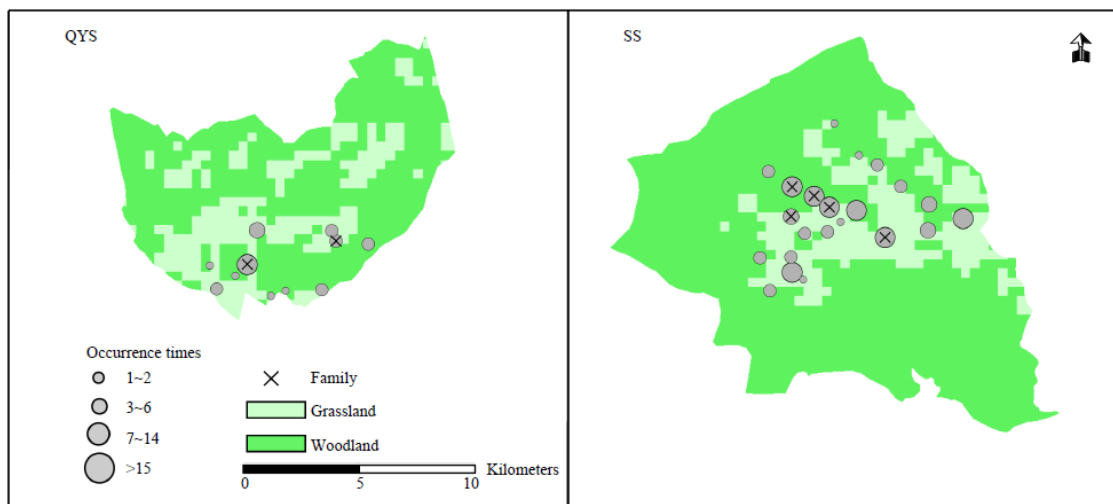 QYS
SS
Occurrence times
1~2
3~6
7~14
>15
Family
Grassland
Woodland
0 5 10 Kilometers